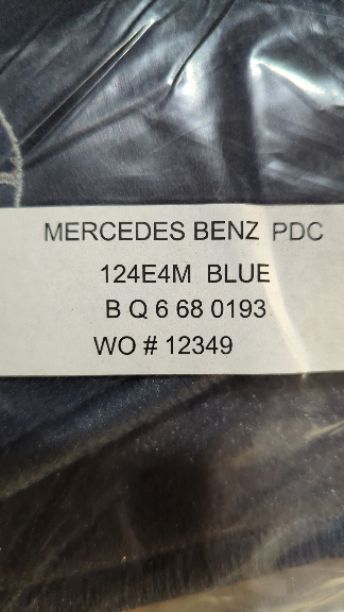 MERCEDES BENZ PDC
124E4M BLUE
B Q 6 68 0193
WO # 12349